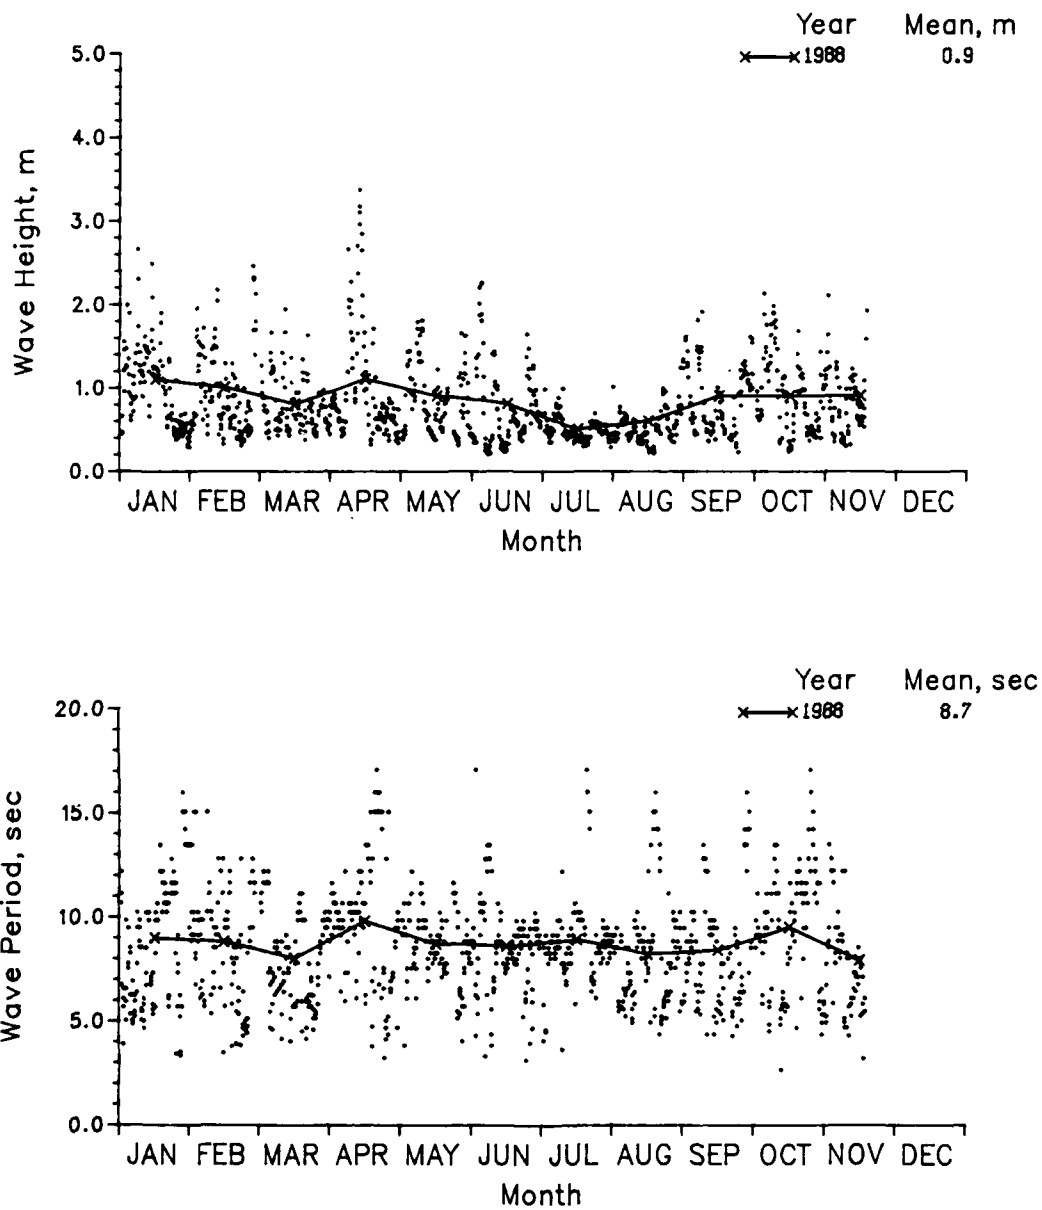 Year Mean, m
1988 0.9
5.0
4.0
3.0
2.0
1.0
0.0
Wave Height, m
JAN FEB MAR APR MAY JUN JUL AUG SEP OCT NOV DEC
Month
Year Mean, sec
1988 8.7
20.0
15.0
10.0
5.0
0.0
Wave Period, sec
JAN FEB MAR APR MAY JUN JUL AUG SEP OCT NOV DEC
Month